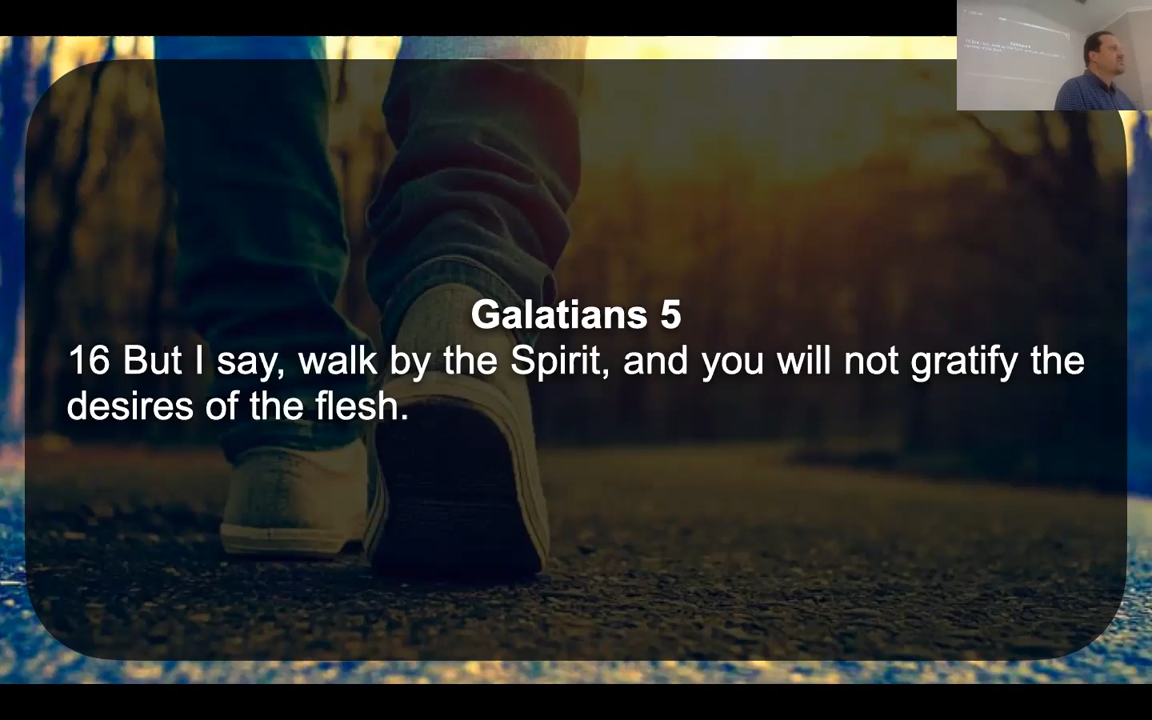 Galatians 5
16 But I say, walk by the Spirit, and you will not gratify the
desires of the flesh.